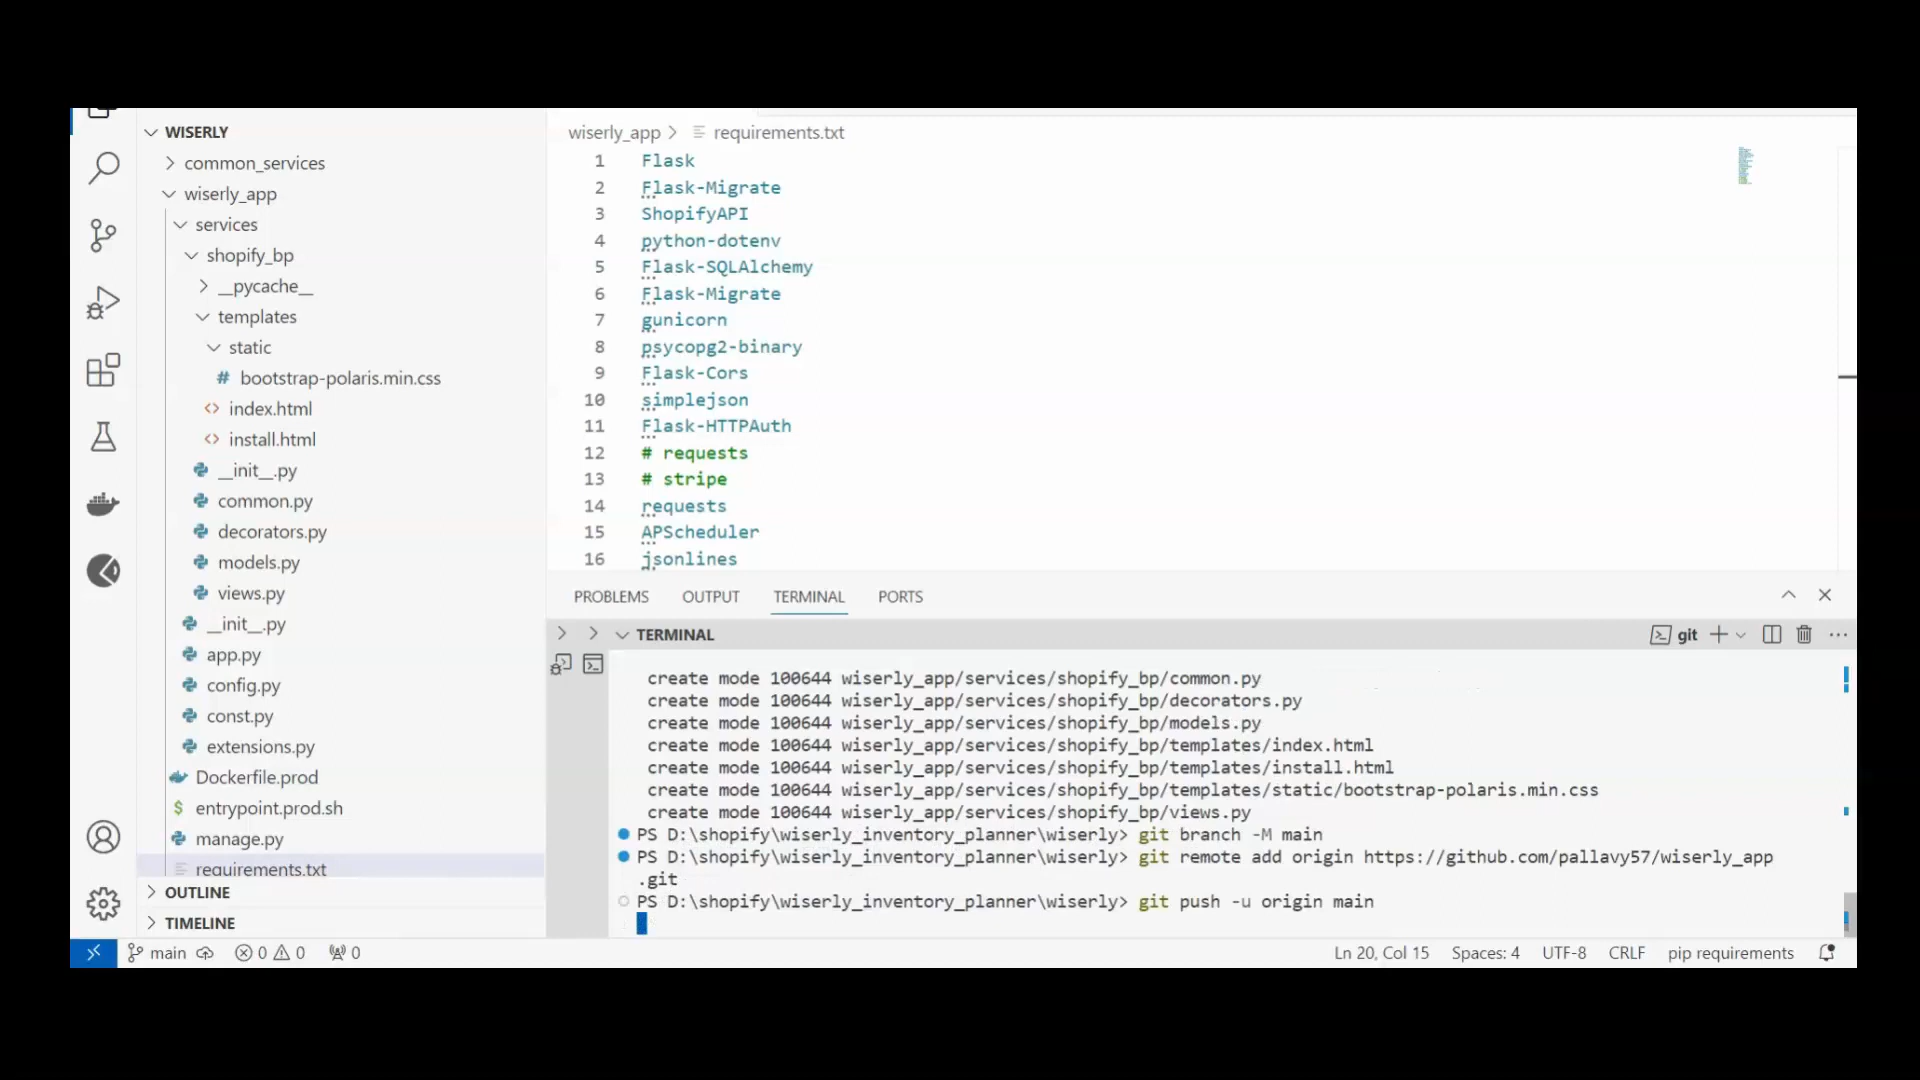 WISERLY
common_services
wiserly_app
services
shopify_bp
__pycache__
templates
static
# bootstrap-polaris.min.css
<> index.html
<> install.html
__init__.py
common.py
decorators.py
models.py
views.py
__init__.py
app.py
config.py
const.py
extensions.py
Dockerfile.prod
$ entrypoint.prod.sh
manage.py
requirements.txt
OUTLINE
TIMELINE
wiserly_app > requirements.txt
1 Flask
2 Flask-Migrate
3 ShopifyAPI
4 python-dotenv
5 Flask-SQLAlchemy
6 Flask-Migrate
7 gunicorn
8 psycopg2-binary
9 Flask-Cors
10 simplejson
11 Flask-HTTPAuth
12 # requests
13 # stripe
14 requests
15 APScheduler
16 jsonlines
PROBLEMS OUTPUT TERMINAL PORTS
TERMINAL git
create mode 100644 wiserly_app/services/shopify_bp/common.py
create mode 100644 wiserly_app/services/shopify_bp/decorators.py
create mode 100644 wiserly_app/services/shopify_bp/models.py
create mode 100644 wiserly_app/services/shopify_bp/templates/index.html
create mode 100644 wiserly_app/services/shopify_bp/templates/install.html
create mode 100644 wiserly_app/services/shopify_bp/templates/static/bootstrap-polaris.min.css
create mode 100644 wiserly_app/services/shopify_bp/views.py
PS D:\shopify\wiserly_inventory_planner\wiserly> git branch -M main
PS D:\shopify\wiserly_inventory_planner\wiserly> git remote add origin https://github.com/pallavy57/wiserly_app
.git
PS D:\shopify\wiserly_inventory_planner\wiserly> git push -u origin main
main 0 0 0 Ln 20, Col 15 Spaces: 4 UTF-8 CRLF pip requirements